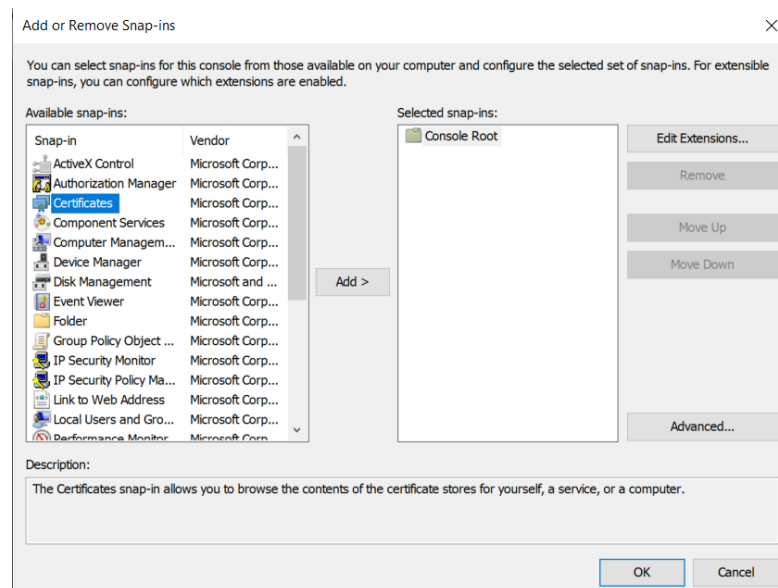 Add or Remove Snap-ins
You can select snap-ins for this console from those available on your computer and configure the selected set of snap-ins. For extensible
snap-ins, you can configure which extensions are enabled.
Available snap-ins:
Snap-in Vendor
ActiveX Control Microsoft Corp...
Authorization Manager Microsoft Corp...
Certificates Microsoft Corp...
Component Services Microsoft Corp...
Computer Managem... Microsoft Corp...
Device Manager Microsoft Corp...
Disk Management Microsoft and ...
Event Viewer Microsoft Corp...
Folder Microsoft Corp...
Group Policy Object ... Microsoft Corp...
IP Security Monitor Microsoft Corp...
IP Security Policy Ma... Microsoft Corp...
Link to Web Address Microsoft Corp...
Local Users and Gro... Microsoft Corp...
Performance Monitor Microsoft Corp
Add >
Selected snap-ins:
Console Root
Edit Extensions...
Remove
Move Up
Move Down
Advanced...
Description:
The Certificates snap-in allows you to browse the contents of the certificate stores for yourself, a service, or a computer.
OK Cancel